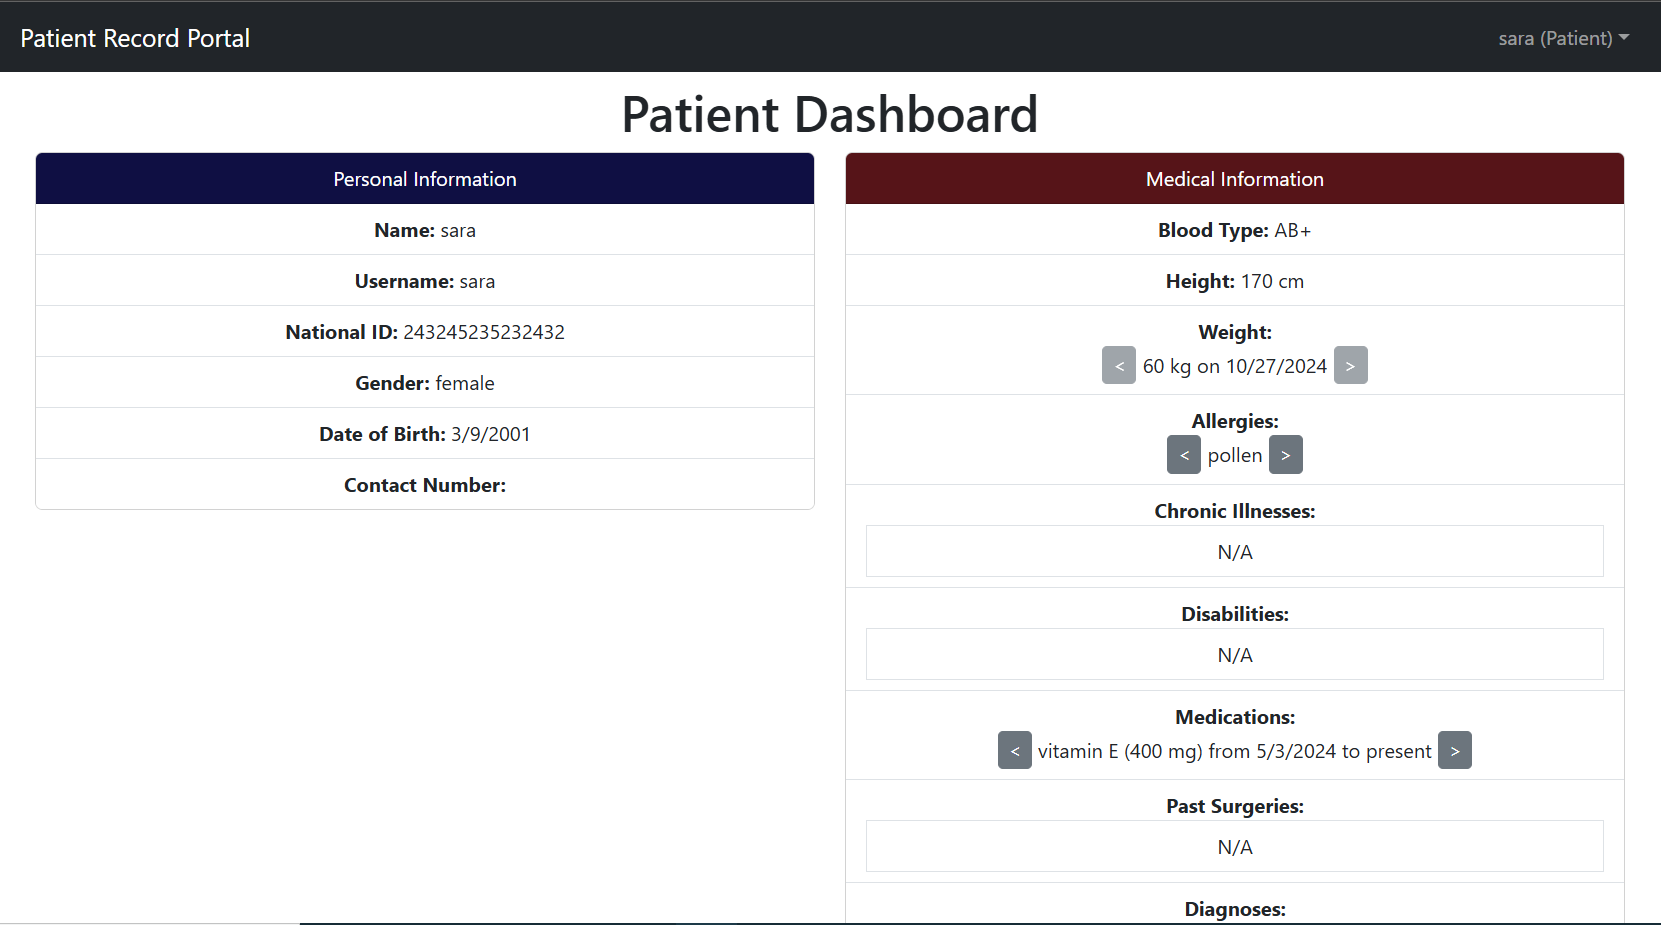 Patient Record Portal
sara (Patient)
Patient Dashboard
Personal Information
Name: sara
Username: sara
National ID: 243245235232432
Gender: female
Date of Birth: 3/9/2001
Contact Number:
Medical Information
Blood Type: AB+
Height: 170 cm
Weight:
< 60 kg on 10/27/2024 >
Allergies:
< pollen >
Chronic Illnesses:
N/A
Disabilities:
N/A
Medications:
< vitamin E (400 mg) from 5/3/2024 to present >
Past Surgeries:
N/A
Diagnoses: